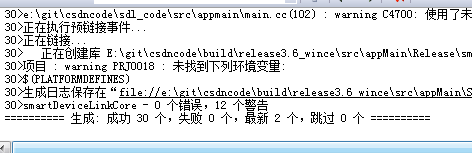 30>e:\git\csdncode\sdl_code\src\appmain\main.cc(102) : warning C4700: 使用了未
30>正在执行预链接事件...
30>正在链接...
30>   正在创建库 E:\git\csdncode\build\release3.6_wince\src\appMain\Release\sm
30>项目 : warning PRJ0018 : 未找到下列环境变量:
30>$(PLATFORMDEFINES)
30>生成日志保存在“file://e:\git\csdncode\build\release3.6_wince\src\appMain\S
30>smartDeviceLinkCore - 0 个错误，12 个警告
========== 生成: 成功 30 个，失败 0 个，最新 2 个，跳过 0 个 ==========